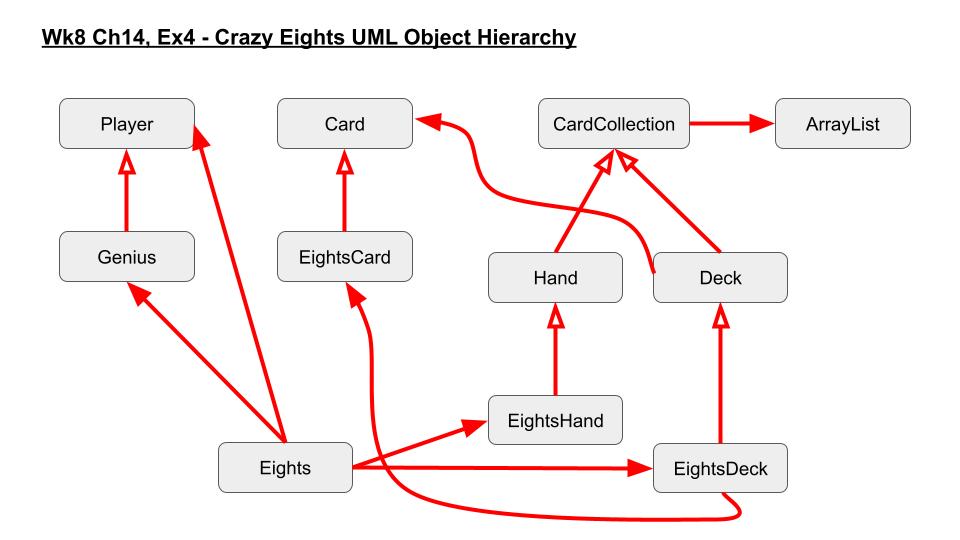 Wk8 Ch14, Ex4 - Crazy Eights UML Object Hierarchy
Player
Card
CardCollection
ArrayList
Genius
EightsCard
Hand
Deck
EightsHand
Eights
EightsDeck